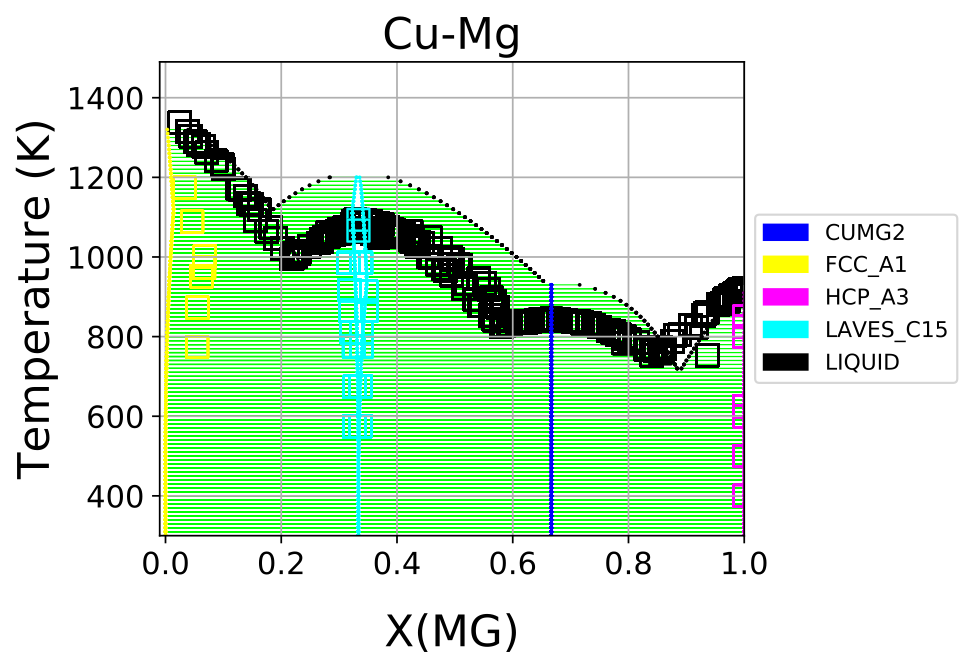 Cu-Mg
Temperature (K)
1400
1200
1000
800
600
400
0.0 0.2 0.4 0.6 0.8 1.0
X(MG)
CUMG2
FCC_A1
HCP_A3
LAVES_C15
LIQUID